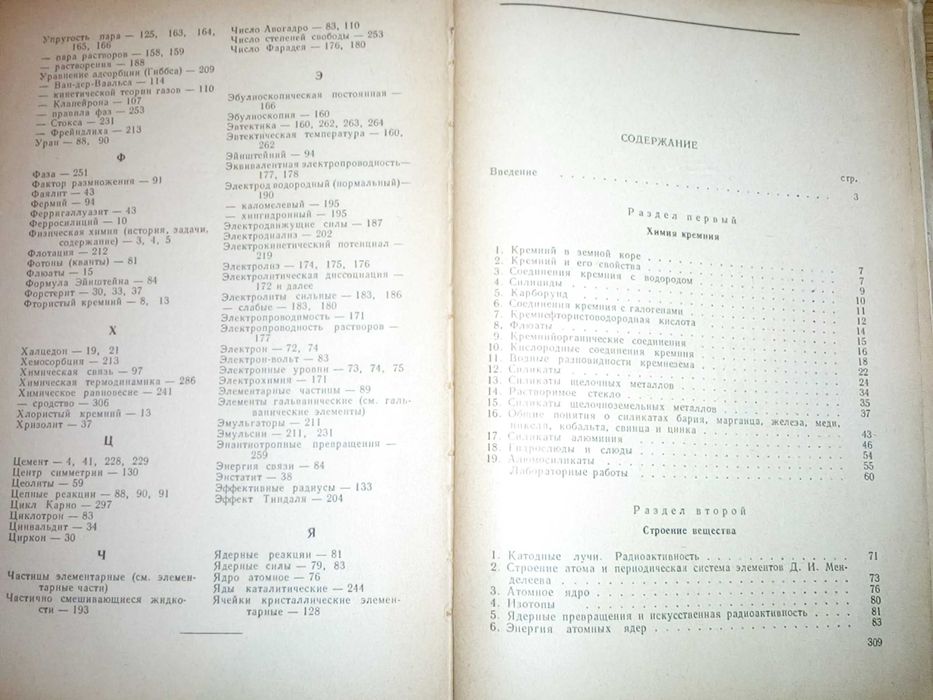 Упругость пара — 125, 163, 164,
165, 166
— пара растворов — 158, 159
— растворения — 188
Уравнение адсорбции (Гиббса) — 209
— Ван-дер-Ваальса — 114
— кинетической теории газов — 110
— Клапейрона — 107
— правила фаз — 253
— Стокса — 231
— Фрейндлиха — 213
Уран — 88, 90
Ф
Фаза — 251
Фактор размножения — 91
Фаялит — 43
Фермий — 94
Ферригаллуазит — 43
Ферросилиций — 10
Физическая химия (история, задачи,
содержание) — 3, 4, 5
Флотация — 212
Фотоны (кванты) — 81
Флюаты — 15
Формула Эйнштейна — 84
Форстерит — 30, 33, 37
Фтористый кремний — 8, 13
Х
Халцедон — 19, 21
Хемосорбция — 213
Химическая связь — 97
Химическая термодинамика — 286
Химическое равновесие — 241
— сродство — 306
Хлористый кремний — 13
Хризолит — 37
Ц
Цемент — 4, 41, 228, 229
Центр симметрии — 130
Цеолиты — 59
Цепные реакции — 88, 90, 91
Цикл Карно — 297
Циклотрон — 83
Цинвальдит — 34
Циркон — 30
Ч
Частицы элементарные (см. элемен-
тарные части)
Частично смешивающиеся жидко-
сти — 193
Число Авогадро — 83, 110
Число степеней свободы — 253
Число Фарадея — 176, 180
Э
Эбулиоскопическая постоянная —
166
Эбулиоскопия — 160
Эвтектика — 160, 262, 263, 264
Эвтектическая температура — 160,
262
Эйнштейний — 94
Эквивалентная электропроводность—
177, 178
Электрод водородный (нормальный)—
190
— каломелевый — 195
— хингидронный — 195
Электродвижущие силы — 187
Электродиализ — 202
Электрокинетический потенциал —
219
Электролиз — 174, 175, 176
Электролитическая диссоциация —
172 и далее
Электролиты сильные — 183, 186
— слабые — 183, 180
Электропроводимость — 171
Электропроводность растворов —
177
Электрон — 72, 74
Электрон-вольт — 83
Электронные уровни — 73, 74, 75
Электрохимия — 171
Элементарные частицы — 89
Элементы гальванические (см. галь-
ванические элементы)
Эмульгаторы — 211
Эмульсии — 211, 231
Энантиотропные превращения —
259
Энергия связи — 84
Энстатит — 38
Эффективные радиусы — 133
Эффект Тиндаля — 204
Я
Ядерные реакции — 81
Ядерные силы — 79, 83
Ядро атомное — 76
Яды каталитические — 244
Ячейки кристаллические элемен-
тарные — 128
СОДЕРЖАНИЕ
стр.
Введение . . . 3
Раздел первый
Химия кремния
1. Кремний в земной коре . . . 7
2. Кремний и его свойства . . . 7
3. Соединения кремния с водородом . . . 9
4. Силициды . . . 10
5. Карборунд . . . 11
6. Соединения кремния с галогенами . . . 12
7. Кремнефтористоводородная кислота . . . 14
8. Флюаты . . . 15
9. Кремнийорганические соединения . . . 16
10. Кислородные соединения кремния . . . 18
11. Водные разновидности кремнезема . . . 22
12. Силикаты . . . 24
13. Силикаты щелочных металлов . . . 34
14. Растворимое стекло . . . 35
15. Силикаты щелочноземельных металлов . . . 37
16. Общие понятия о силикатах бария, марганца, железа, меди,
никеля, кобальта, свинца и цинка . . . 43
17. Силикаты алюминия . . . 46
18. Гидрослюды и слюды . . . 54
19. Алюмосиликаты . . . 55
Лабораторные работы . . . 60
Раздел второй
Строение вещества
1. Катодные лучи. Радиоактивность . . . 71
2. Строение атома и периодическая система элементов Д. И. Мен-
делеева . . . 73
3. Атомное ядро . . . 76
4. Изотопы . . . 80
5. Ядерные превращения и искусственная радиоактивность . . . 81
6. Энергия атомных ядер . . . 83
309